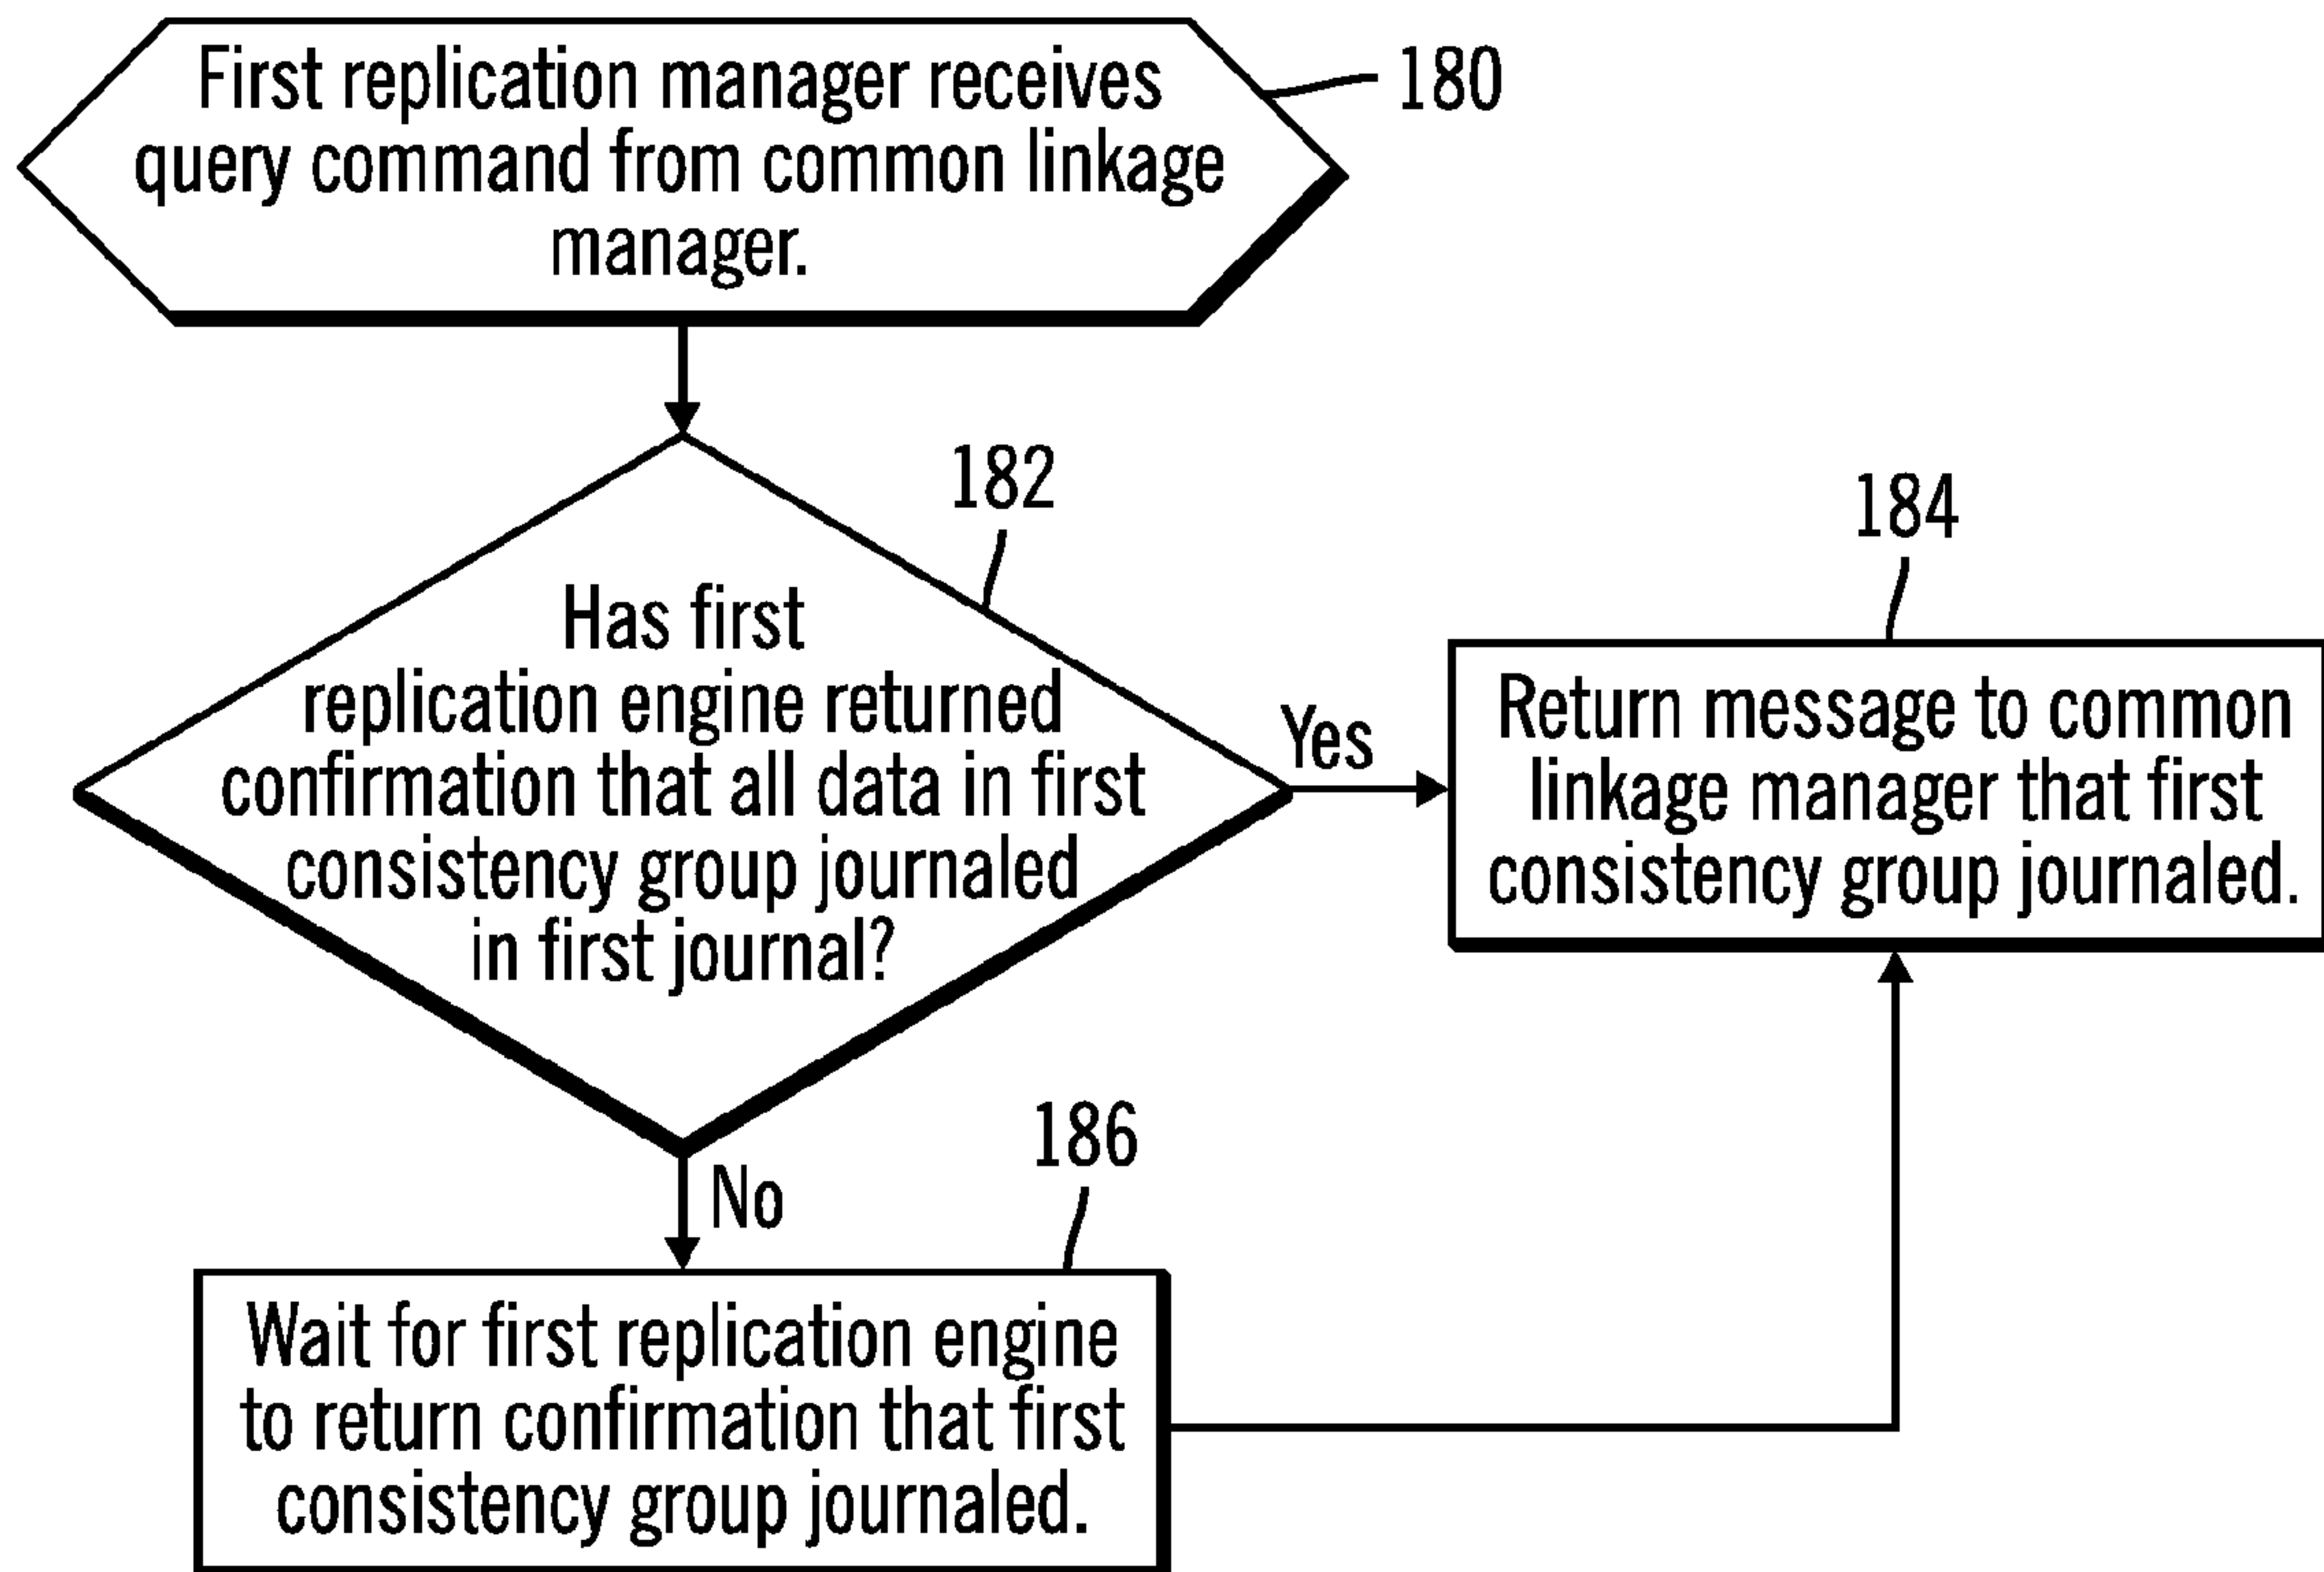 First replication manager receives
query command from common linkage
manager.
180
182
Has first
replication engine returned
confirmation that all data in first
consistency group journaled
in first journal?
Yes
184
Return message to common
linkage manager that first
consistency group journaled.
No
186
Wait for first replication engine
to return confirmation that first
consistency group journaled.